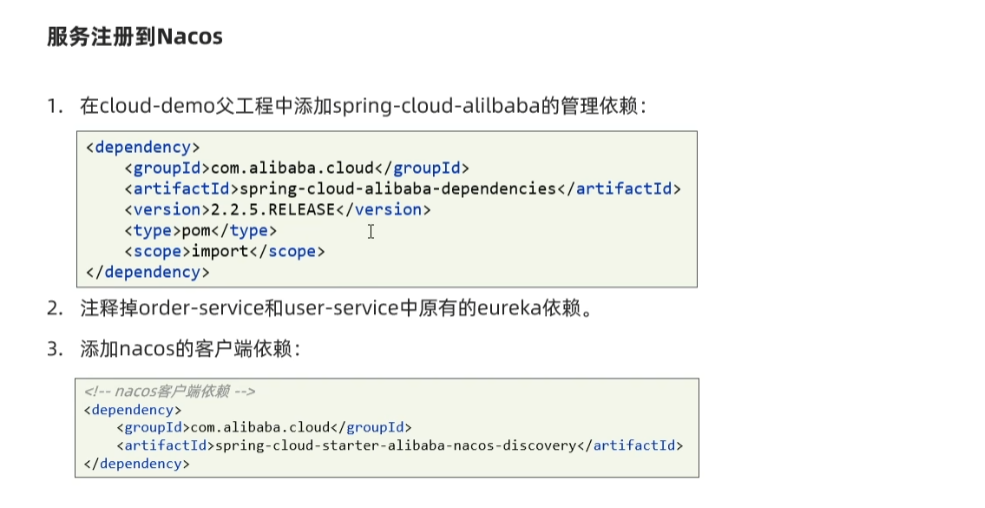 服务注册到Nacos
1. 在cloud-demo父工程中添加spring-cloud-alilbaba的管理依赖：
<dependency>
    <groupId>com.alibaba.cloud</groupId>
    <artifactId>spring-cloud-alibaba-dependencies</artifactId>
    <version>2.2.5.RELEASE</version>
    <type>pom</type>
    <scope>import</scope>
</dependency>
2. 注释掉order-service和user-service中原有的eureka依赖。
3. 添加nacos的客户端依赖：
<!-- nacos客户端依赖 -->
<dependency>
    <groupId>com.alibaba.cloud</groupId>
    <artifactId>spring-cloud-starter-alibaba-nacos-discovery</artifactId>
</dependency>